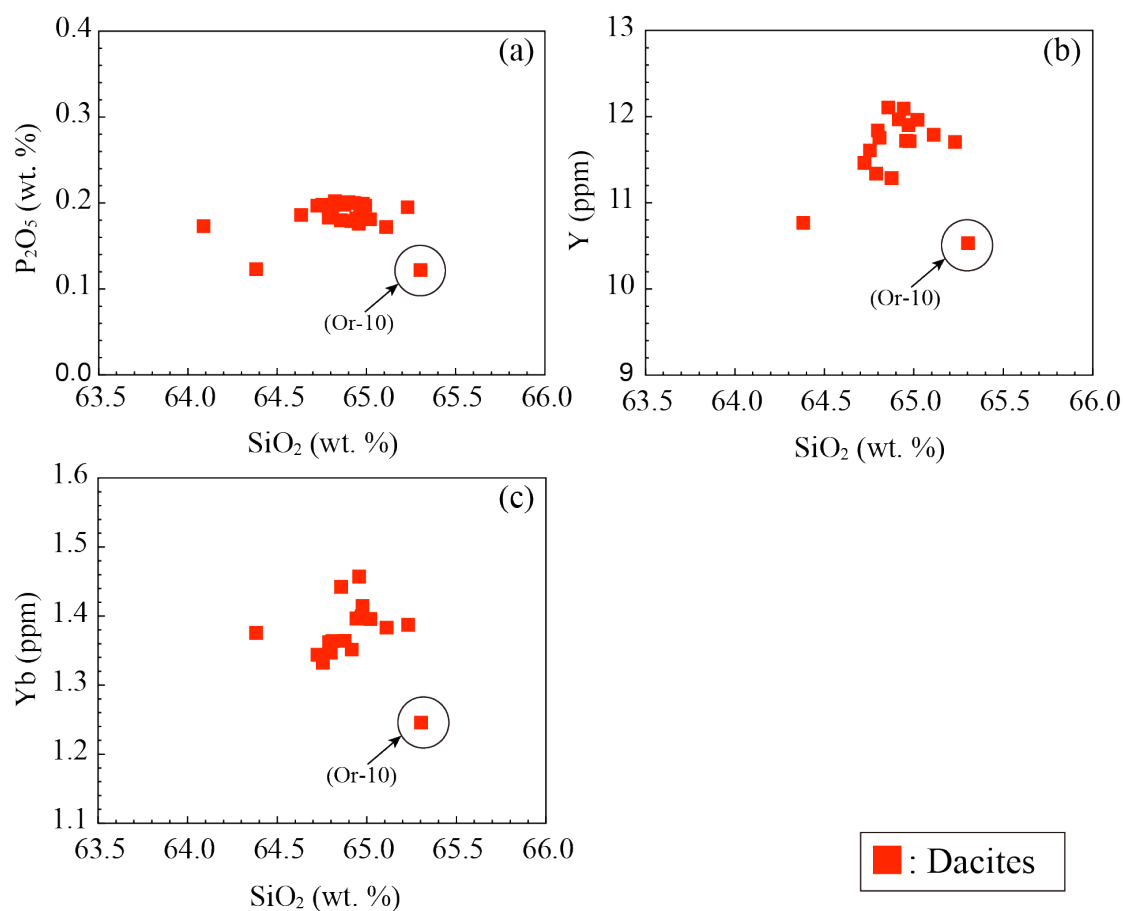 (a)
P₂O₅ (wt. %)
0.4
0.3
0.2
0.1
0.0
(Or-10)
63.5 64.0 64.5 65.0 65.5 66.0
SiO₂ (wt. %)
(b)
Y (ppm)
13
12
11
10
9
(Or-10)
63.5 64.0 64.5 65.0 65.5 66.0
SiO₂ (wt. %)
(c)
Yb (ppm)
1.6
1.5
1.4
1.3
1.2
1.1
(Or-10)
63.5 64.0 64.5 65.0 65.5 66.0
SiO₂ (wt. %)
: Dacites